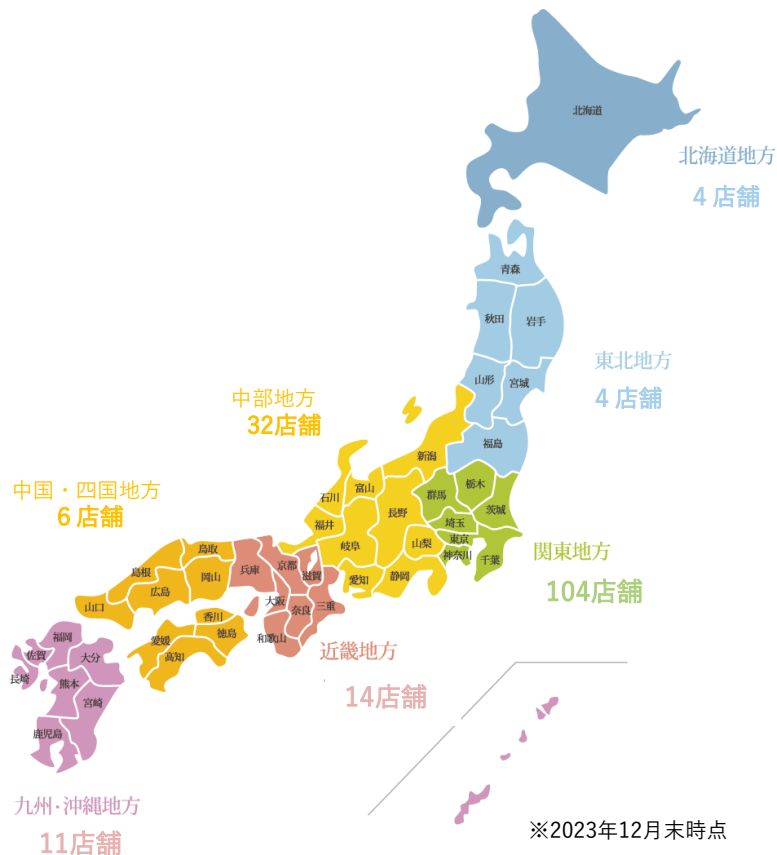 北海道
北海道地方
4 店舗
青森
秋田
岩手
東北地方
4 店舗
山形
宮城
福島
中部地方
32店舗
新潟
富山
石川
福井
長野
岐阜
山梨
愛知
静岡
群馬
栃木
茨城
埼玉
東京
神奈川
千葉
関東地方
104店舗
中国・四国地方
6 店舗
鳥取
島根
岡山
広島
山口
香川
徳島
愛媛
高知
兵庫
京都
滋賀
大阪
奈良
三重
和歌山
近畿地方
14店舗
福岡
佐賀
大分
長崎
熊本
宮崎
鹿児島
九州・沖縄地方
11店舗
※2023年12月末時点